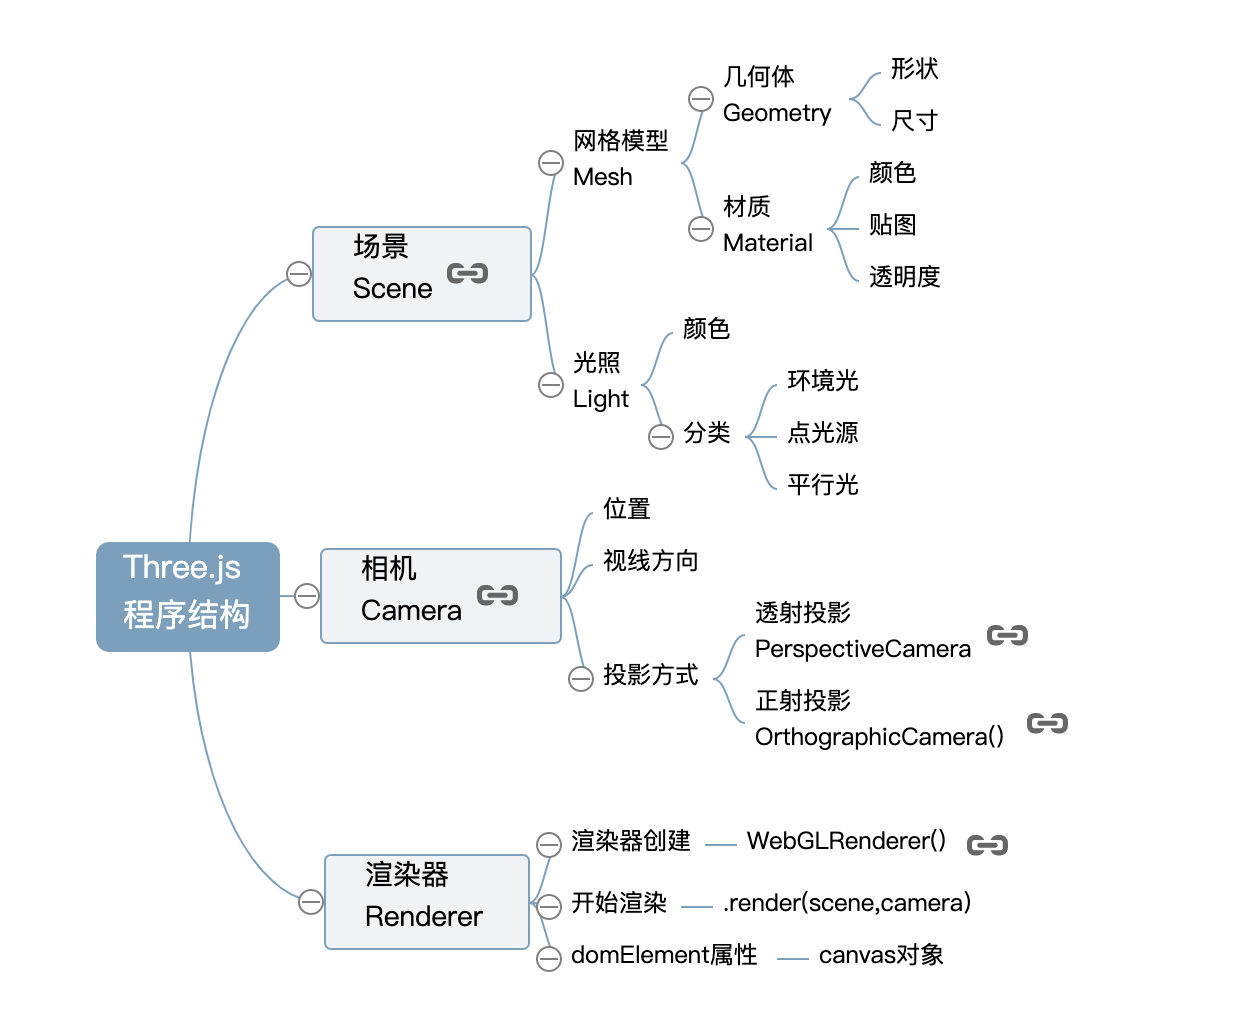 Three.js
程序结构
场景
Scene
网格模型
Mesh
几何体
Geometry
形状
尺寸
材质
Material
颜色
贴图
透明度
光照
Light
颜色
分类
环境光
点光源
平行光
相机
Camera
位置
视线方向
投影方式
透射投影
PerspectiveCamera
正射投影
OrthographicCamera()
渲染器
Renderer
渲染器创建
WebGLRenderer()
开始渲染
.render(scene,camera)
domElement属性
canvas对象